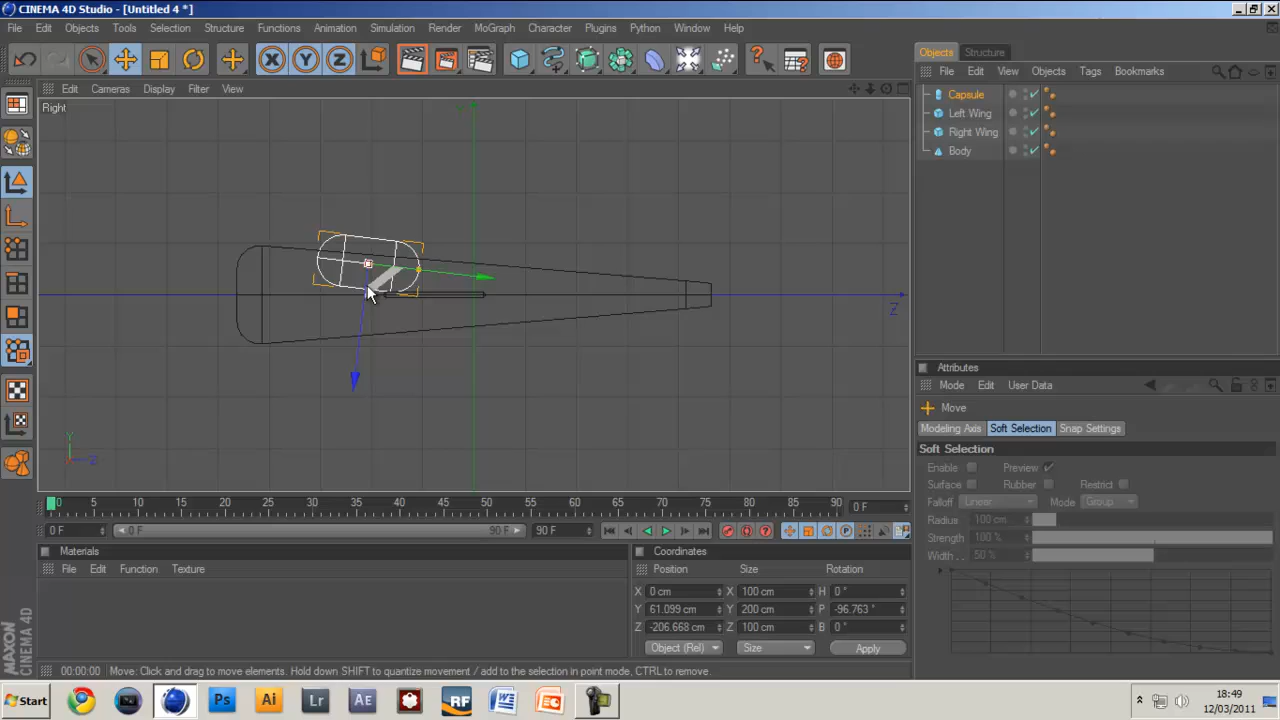 CINEMA 4D Studio - [Untitled 4 *]
File Edit Objects Tools Selection Structure Functions Animation Simulation Render MoGraph Character Plugins Python Window Help
X Y Z
Objects Structure
File Edit View Objects Tags Bookmarks
Edit Cameras Display Filter View
Right
Capsule
Left Wing
Right Wing
Body
Y
Z
Y
Z
Attributes
Mode Edit User Data
Move
Modeling Axis Soft Selection Snap Settings
Soft Selection
Enable Preview
Surface Rubber Restrict
Falloff Linear Mode Group
Radius 100 cm
Strength 100 %
Width . . 50 %
0 5 10 15 20 25 30 35 40 45 50 55 60 65 70 75 80 85 90 0 F
0 F 0 F 90 F 90 F
Materials
File Edit Function Texture
Coordinates
Position Size Rotation
X 0 cm X 100 cm H 0 °
Y 61.099 cm Y 200 cm P -96.763 °
Z -206.668 cm Z 100 cm B 0 °
Object (Rel) Size Apply
MAXON CINEMA 4D
00:00:00 Move: Click and drag to move elements. Hold down SHIFT to quantize movement / add to the selection in point mode, CTRL to remove.
Start Ps Ai Lr AE RF W P
18:49
12/03/2011